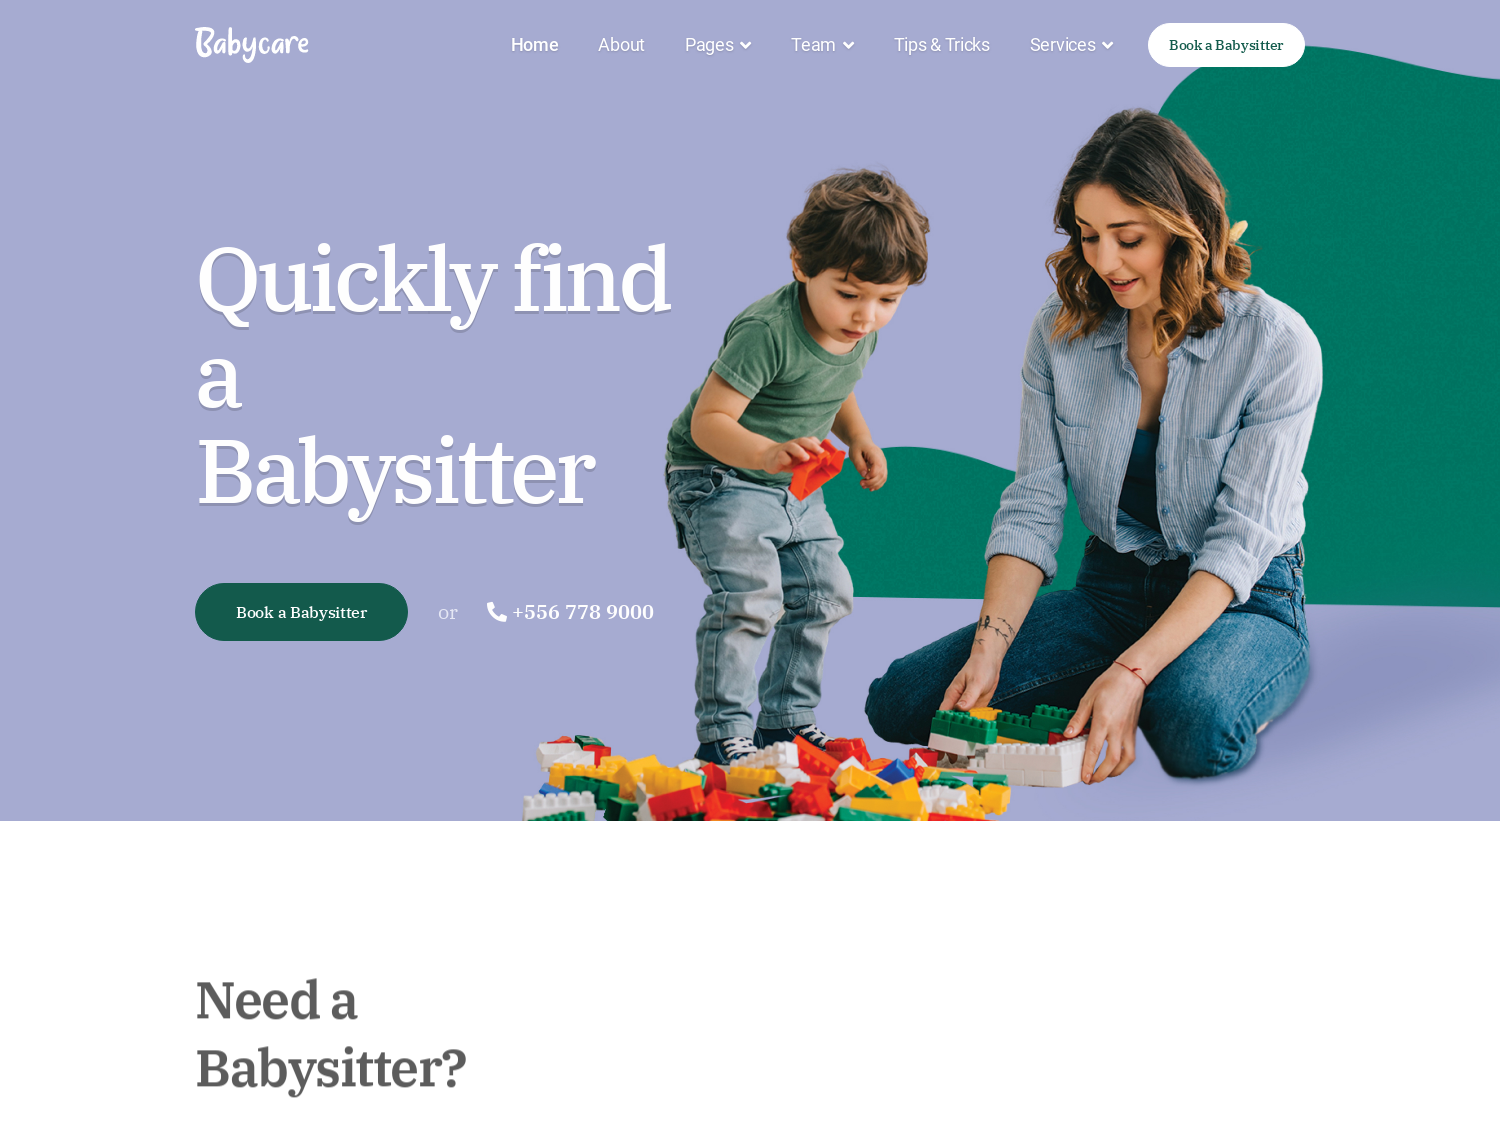 Babycare
Home
About
Pages
Team
Tips & Tricks
Services
Book a Babysitter
Quickly find
a
Babysitter
Book a Babysitter
or
+556 778 9000
Need a
Babysitter?